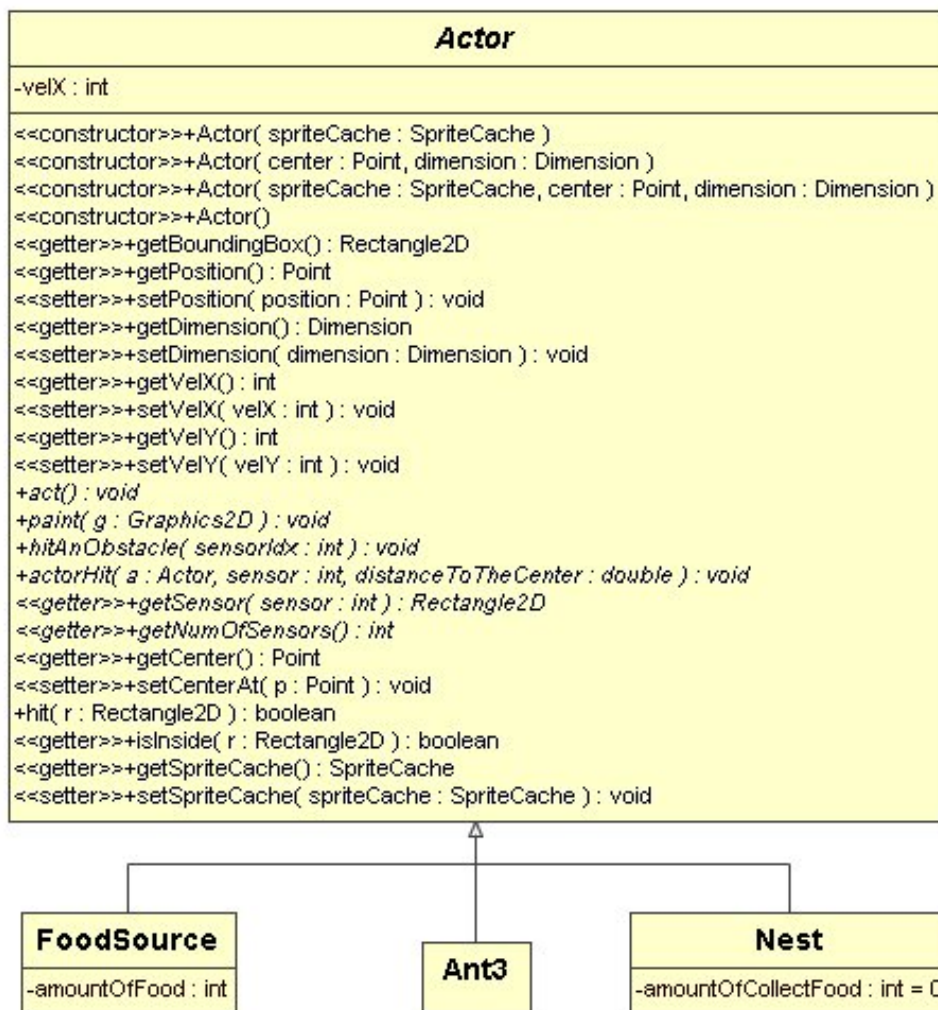 Actor
-velX : int
<<constructor>>+Actor( spriteCache : SpriteCache )
<<constructor>>+Actor( center : Point, dimension : Dimension )
<<constructor>>+Actor( spriteCache : SpriteCache, center : Point, dimension : Dimension )
<<constructor>>+Actor()
<<getter>>+getBoundingBox() : Rectangle2D
<<getter>>+getPosition() : Point
<<setter>>+setPosition( position : Point ) : void
<<getter>>+getDimension() : Dimension
<<setter>>+setDimension( dimension : Dimension ) : void
<<getter>>+getVelX() : int
<<setter>>+setVelX( velX : int ) : void
<<getter>>+getVelY() : int
<<setter>>+setVelY( velY : int ) : void
+act() : void
+paint( g : Graphics2D ) : void
+hitAnObstacle( sensorIdx : int ) : void
+actorHit( a : Actor, sensor : int, distanceToTheCenter : double ) : void
<<getter>>+getSensor( sensor : int ) : Rectangle2D
<<getter>>+getNumOfSensors() : int
<<getter>>+getCenter() : Point
<<setter>>+setCenterAt( p : Point ) : void
+hit( r : Rectangle2D ) : boolean
<<getter>>+isInside( r : Rectangle2D ) : boolean
<<getter>>+getSpriteCache() : SpriteCache
<<setter>>+setSpriteCache( spriteCache : SpriteCache ) : void
FoodSource
-amountOfFood : int
Ant3
Nest
-amountOfCollectFood : int = 0